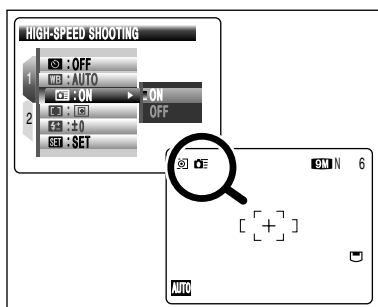 HIGH-SPEED SHOOTING
1
: OFF
WB : AUTO
: ON
ON
2
:
OFF
: ±0
SET : SET
9M N 6
AUTO